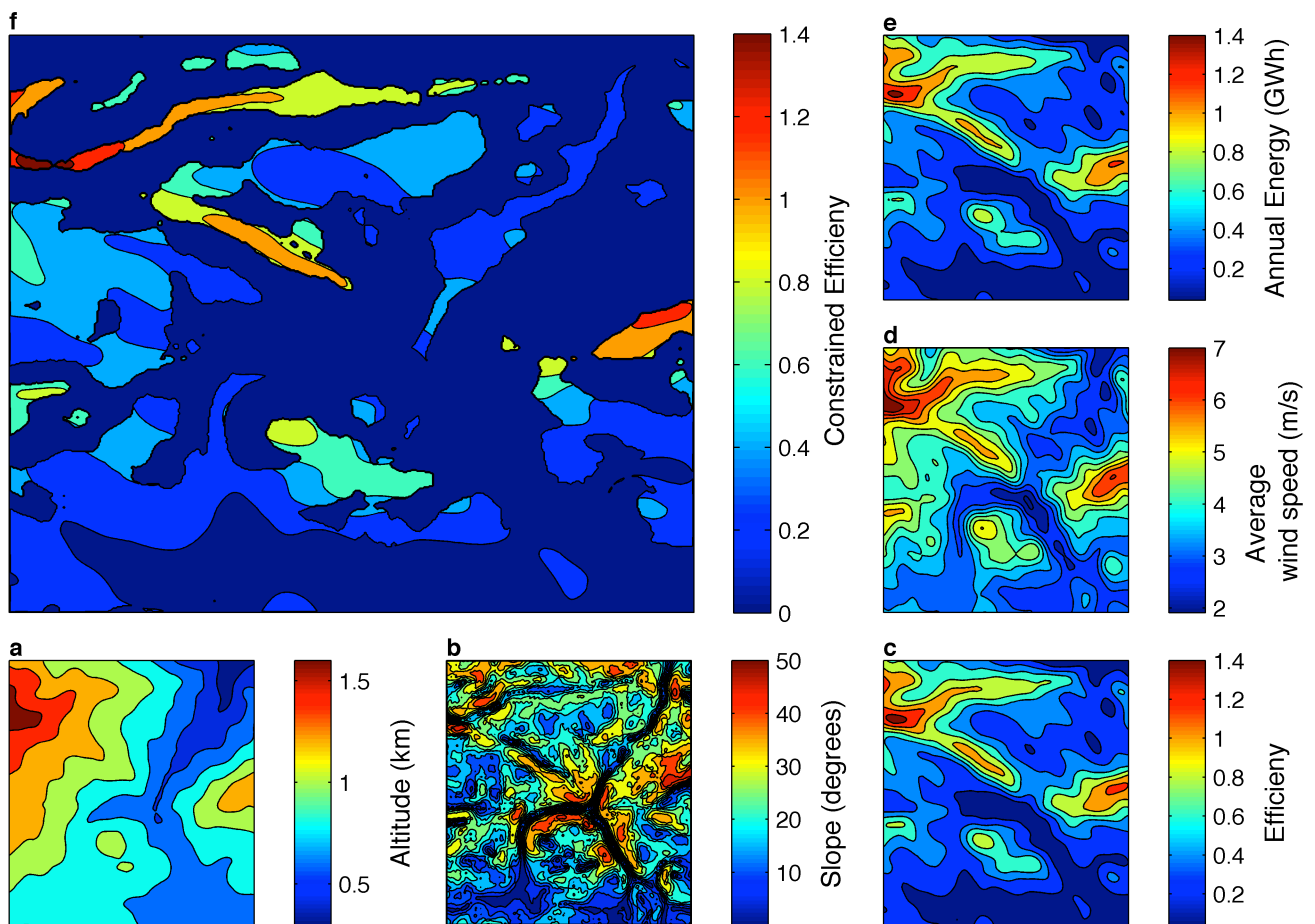 f
1.4
1.2
1
0.8
0.6
0.4
0.2
0
Constrained Efficieny
e
1.4
1.2
1
0.8
0.6
0.4
0.2
Annual Energy (GWh)
d
7
6
5
4
3
2
Average
wind speed (m/s)
a
1.5
1
0.5
Altitude (km)
b
50
40
30
20
10
Slope (degrees)
c
1.4
1.2
1
0.8
0.6
0.4
0.2
Efficieny